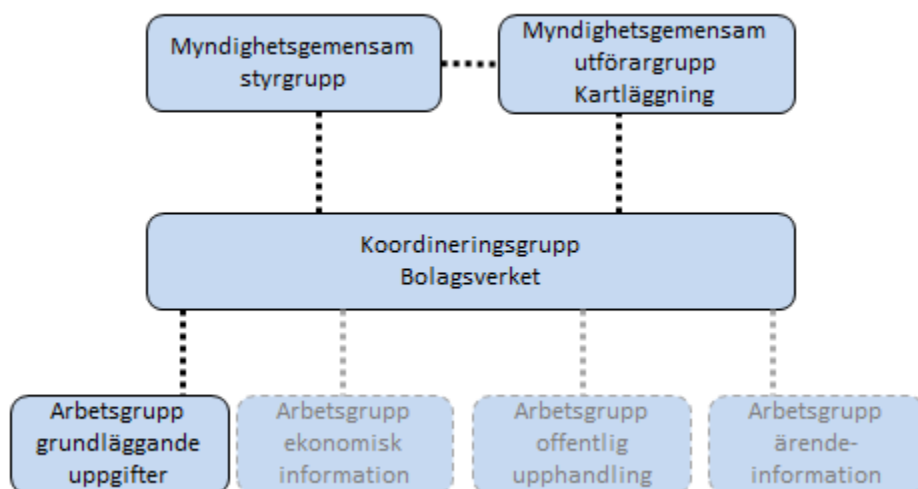 Myndighetsgemensam
styrgrupp
Myndighetsgemensam
utförargrupp
Kartläggning
Koordineringsgrupp
Bolagsverket
Arbetsgrupp
grundläggande
uppgifter
Arbetsgrupp
ekonomisk
information
Arbetsgrupp
offentlig
upphandling
Arbetsgrupp
ärende-
information